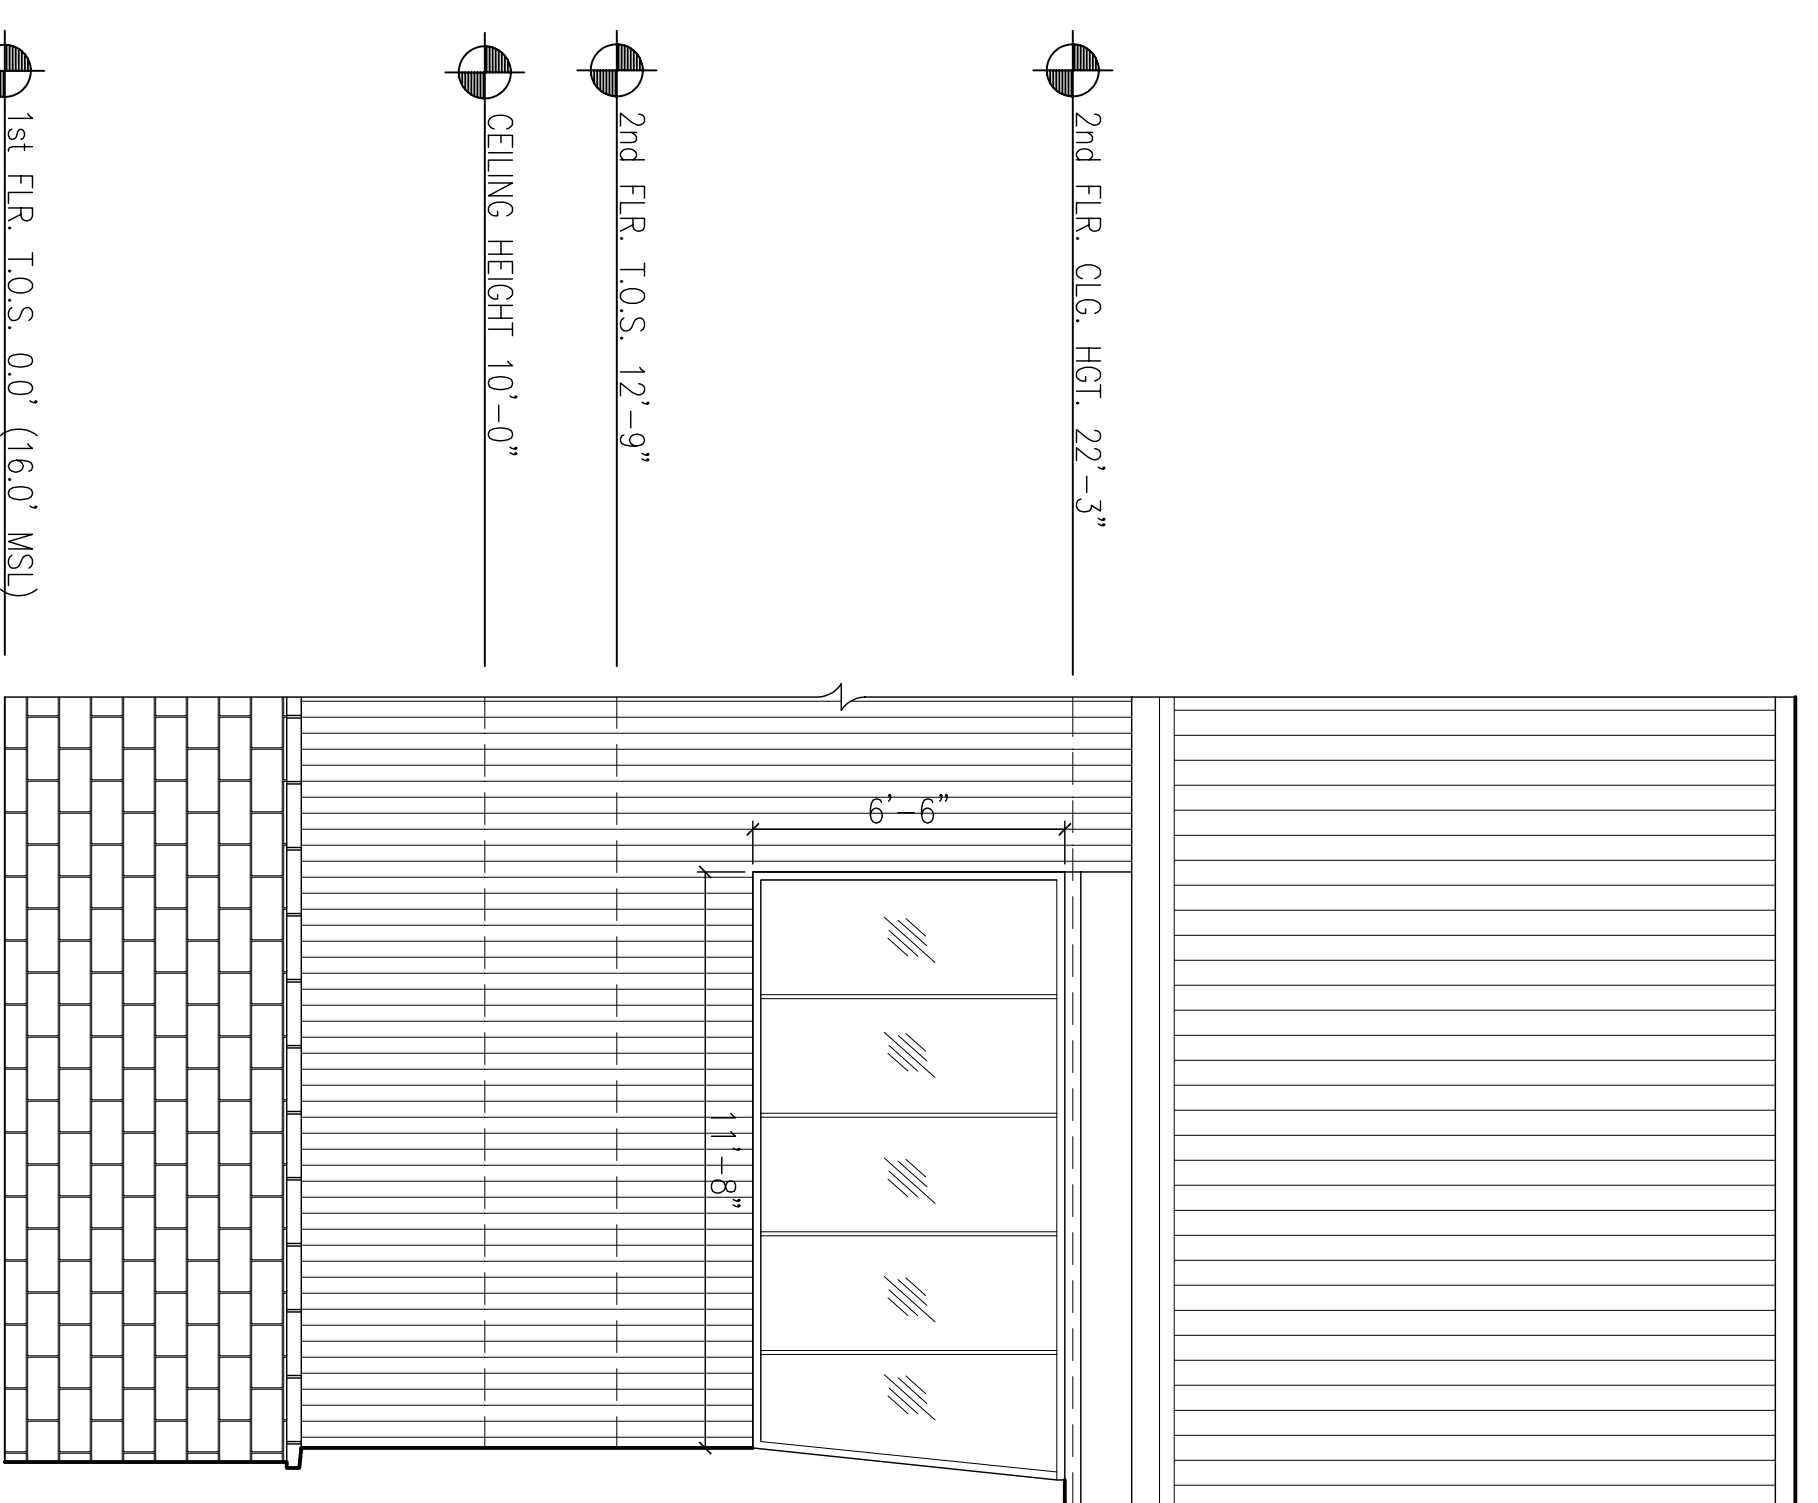 2nd FLR. CLG. HGT. 22'-3"
2nd FLR. T.O.S. 12'-9"
CEILING HEIGHT 10'-0"
1st FLR. T.O.S. 0.0' (16.0' MSL)
6'-6"
11'-8"